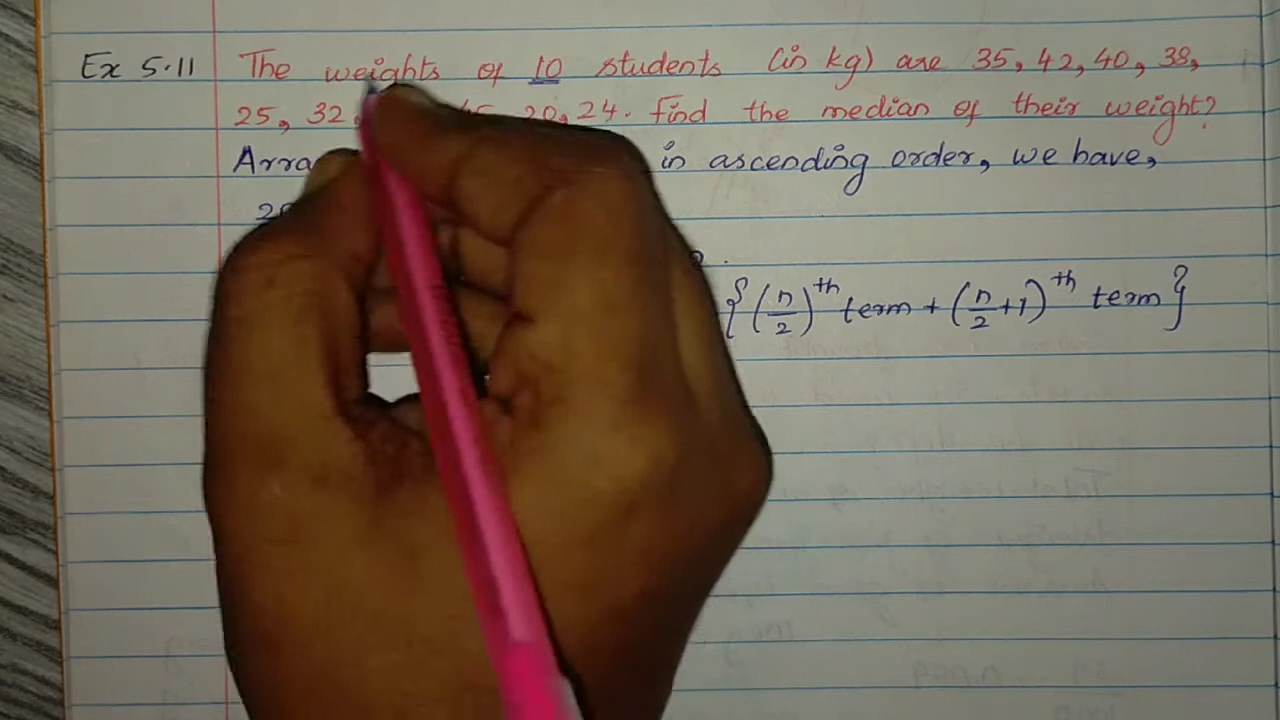 Ex 5.11 The weights of 10 students (in kg) are 35, 42, 40, 38,
25, 32, 20, 24. Find the median of their weight?
in ascending order, we have,
{(n/2)^th term + (n/2+1)^th term}